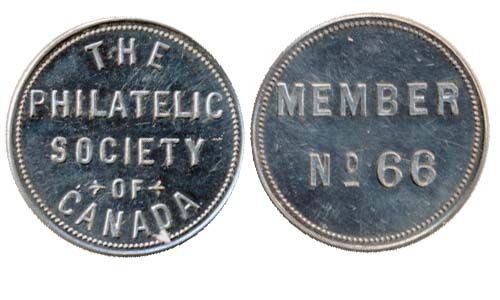 THE
PHILATELIC
SOCIETY
OF
CANADA
MEMBER
Nº 66